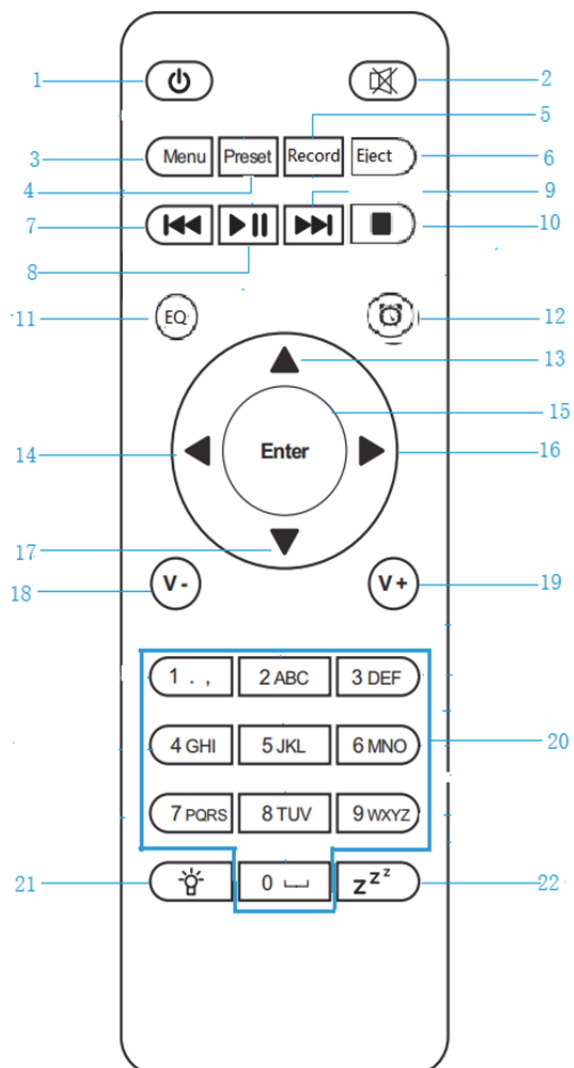 1
2
5
3
Menu
Preset
Record
Eject
6
4
9
7
10
8
11
EQ
12
13
15
14
Enter
16
17
18
V -
V +
19
1 . ,
2 ABC
3 DEF
4 GHI
5 JKL
6 MNO
20
7 PQRS
8 TUV
9 WXYZ
21
0 ⌴
zzz
22